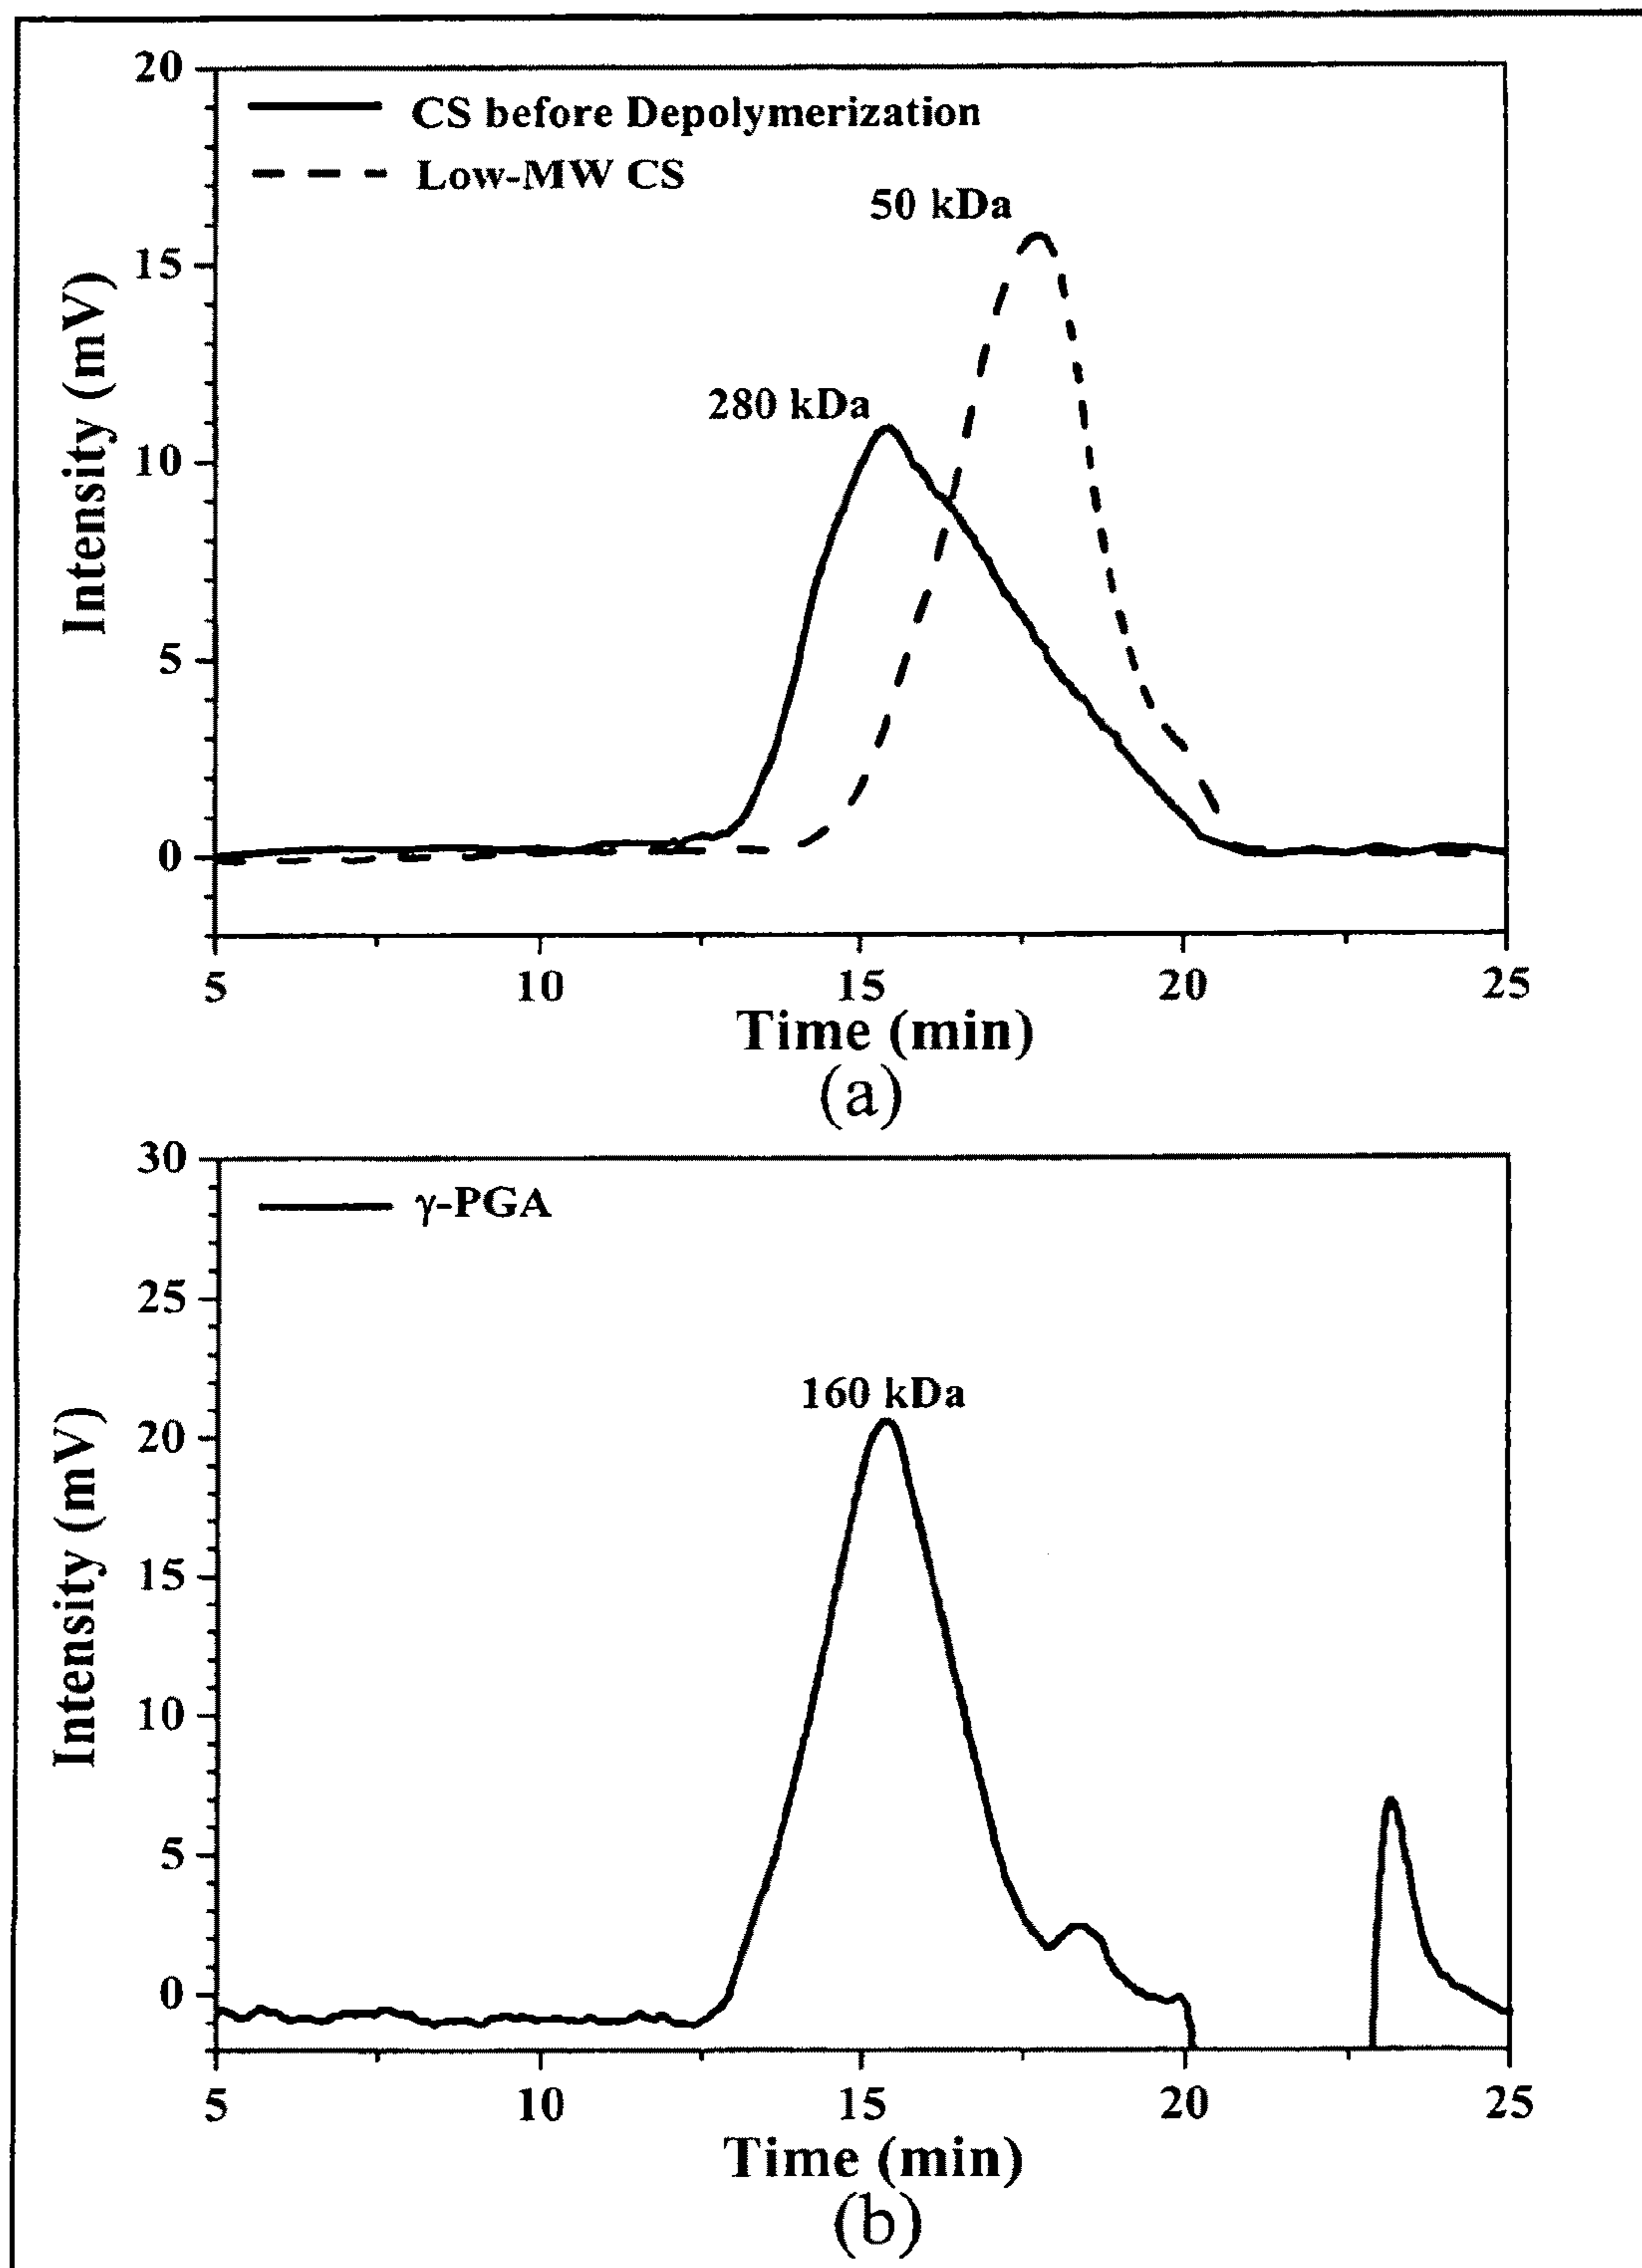 20
CS before Depolymerization
Low-MW CS
50 kDa
15
280 kDa
10
5
0
Intensity (mV)
5 10 15 20 25
Time (min)
(a)
30
γ-PGA
25
160 kDa
20
15
10
5
0
Intensity (mV)
5 10 15 20 25
Time (min)
(b)